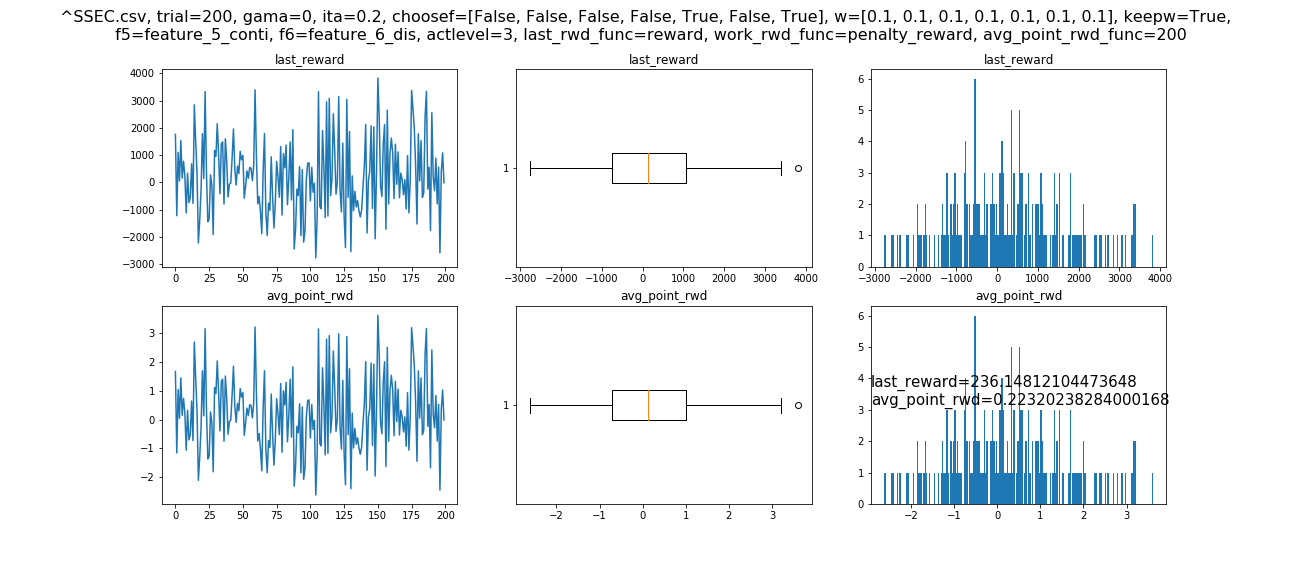 ^SSEC.csv, trial=200, gama=0, ita=0.2, choosef=[False, False, False, False, True, False, True], w=[0.1, 0.1, 0.1, 0.1, 0.1, 0.1, 0.1], keepw=True,
f5=feature_5_conti, f6=feature_6_dis, actlevel=3, last_rwd_func=reward, work_rwd_func=penalty_reward, avg_point_rwd_func=200
last_reward
4000
3000
2000
1000
0
−1000
−2000
−3000
0 25 50 75 100 125 150 175 200
last_reward
1
−3000 −2000 −1000 0 1000 2000 3000 4000
last_reward
6
5
4
3
2
1
0
−3000 −2000 −1000 0 1000 2000 3000 4000
avg_point_rwd
3
2
1
0
−1
−2
0 25 50 75 100 125 150 175 200
avg_point_rwd
1
−2 −1 0 1 2 3
avg_point_rwd
6
5
4
3
2
1
0
last_reward=236.14812104473648
avg_point_rwd=0.22320238284000168
−2 −1 0 1 2 3